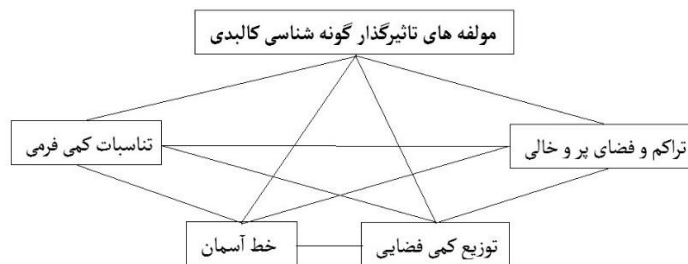 مولفه های تاثیرگذار گونه شناسی کالبدی
تراکم و فضای پر و خالی
تناسبات کمی فرمی
توزیع کمی فضایی
خط آسمان